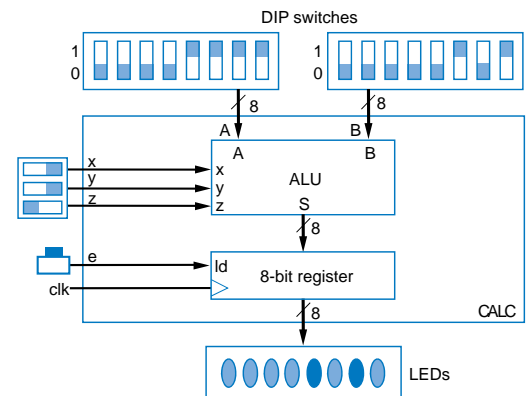 DIP switches
1
0
1
0
8
8
A
B
A
B
x
y
z
x
y
z
ALU
S
8
e
ld
8-bit register
clk
8
CALC
LEDs